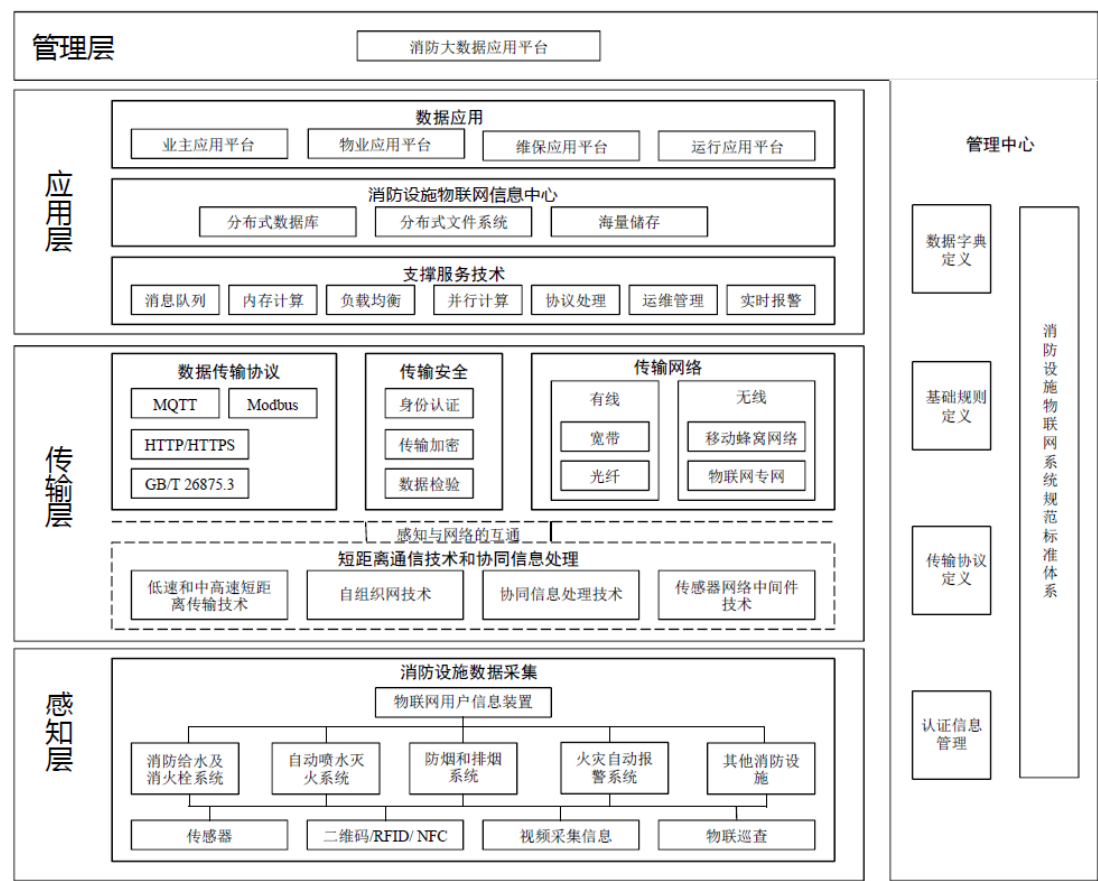 管理层
消防大数据应用平台
应用层
数据应用
业主应用平台
物业应用平台
维保应用平台
运行应用平台
消防设施物联网信息中心
分布式数据库
分布式文件系统
海量储存
支撑服务技术
消息队列
内存计算
负载均衡
并行计算
协议处理
运维管理
实时报警
传输层
数据传输协议
MQTT
Modbus
HTTP/HTTPS
GB/T 26875.3
传输安全
身份认证
传输加密
数据检验
传输网络
有线
宽带
光纤
无线
移动蜂窝网络
物联网专网
感知与网络的互通
短距离通信技术和协同信息处理
低速和中高速短距
离传输技术
自组织网技术
协同信息处理技术
传感器网络中间件
技术
感知层
消防设施数据采集
物联网用户信息装置
消防给水及
消火栓系统
自动喷水灭
火系统
防烟和排烟
系统
火灾自动报
警系统
其他消防设
施
传感器
二维码/RFID/ NFC
视频采集信息
物联巡查
管理中心
数据字典
定义
基础规则
定义
传输协议
定义
认证信息
管理
消防设施物联网系统规范标准体系